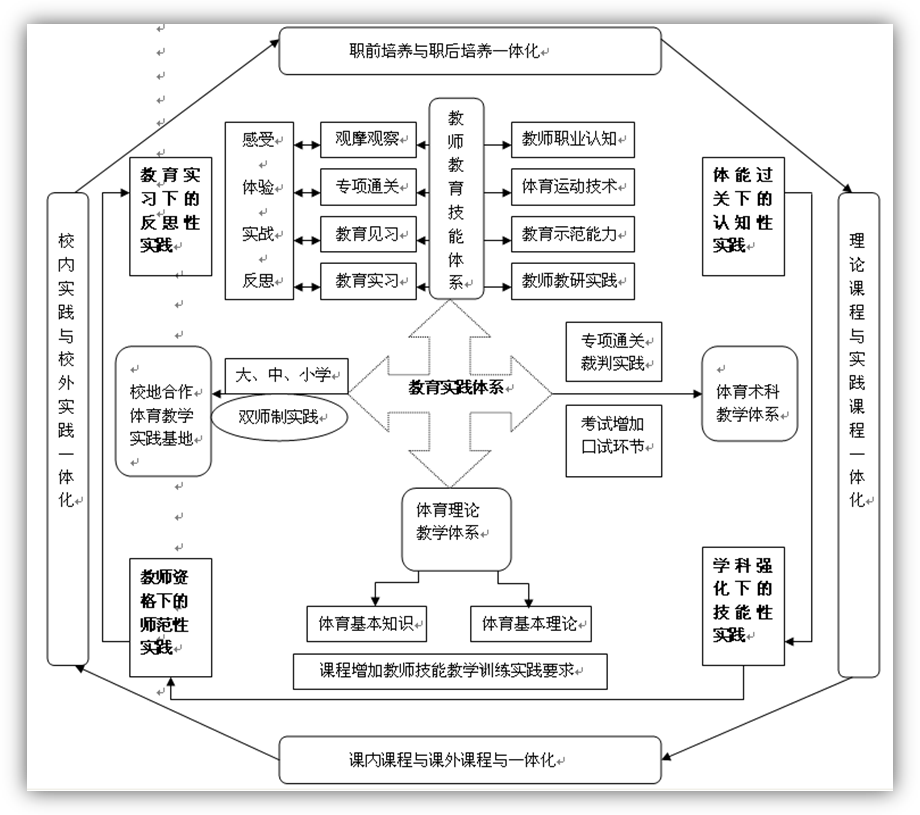 职前培养与职后培养一体化
教
师
教
育
技
能
体
系
感受
体验
实战
反思
观摩观察
专项通关
教育见习
教育实习
教师职业认知
体育运动技术
教育示范能力
教师教研实践
教育实
习下的
反思性
实践
体能过
关下的
认知性
实践
校
内
实
践
与
校
外
实
践
一
体
化
理
论
课
程
与
实
践
课
程
一
体
化
大、中、小学
双师制实践
校地合作
体育教学
实践基地
教育实践体系
专项通关
裁判实践
考试增加
口试环节
体育术科
教学体系
体育理论
教学体系
体育基本知识
体育基本理论
课程增加教师技能教学训练实践要求
教师资
格下的
师范性
实践
学科强
化下的
技能性
实践
课内课程与课外课程与一体化